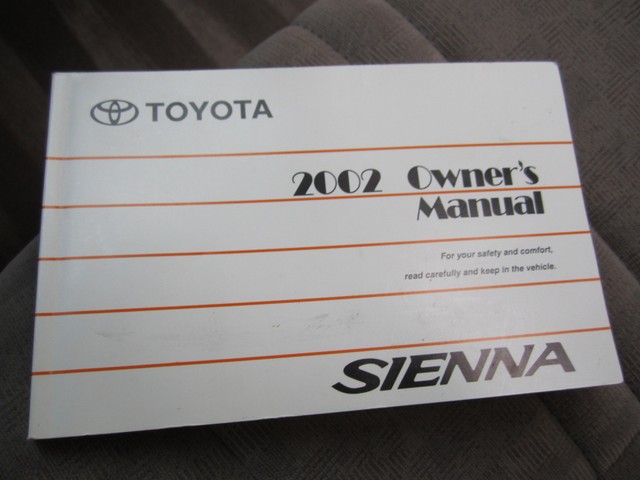 TOYOTA
2002 Owner's
Manual
For your safety and comfort,
read carefully and keep in the vehicle.
SIENNA